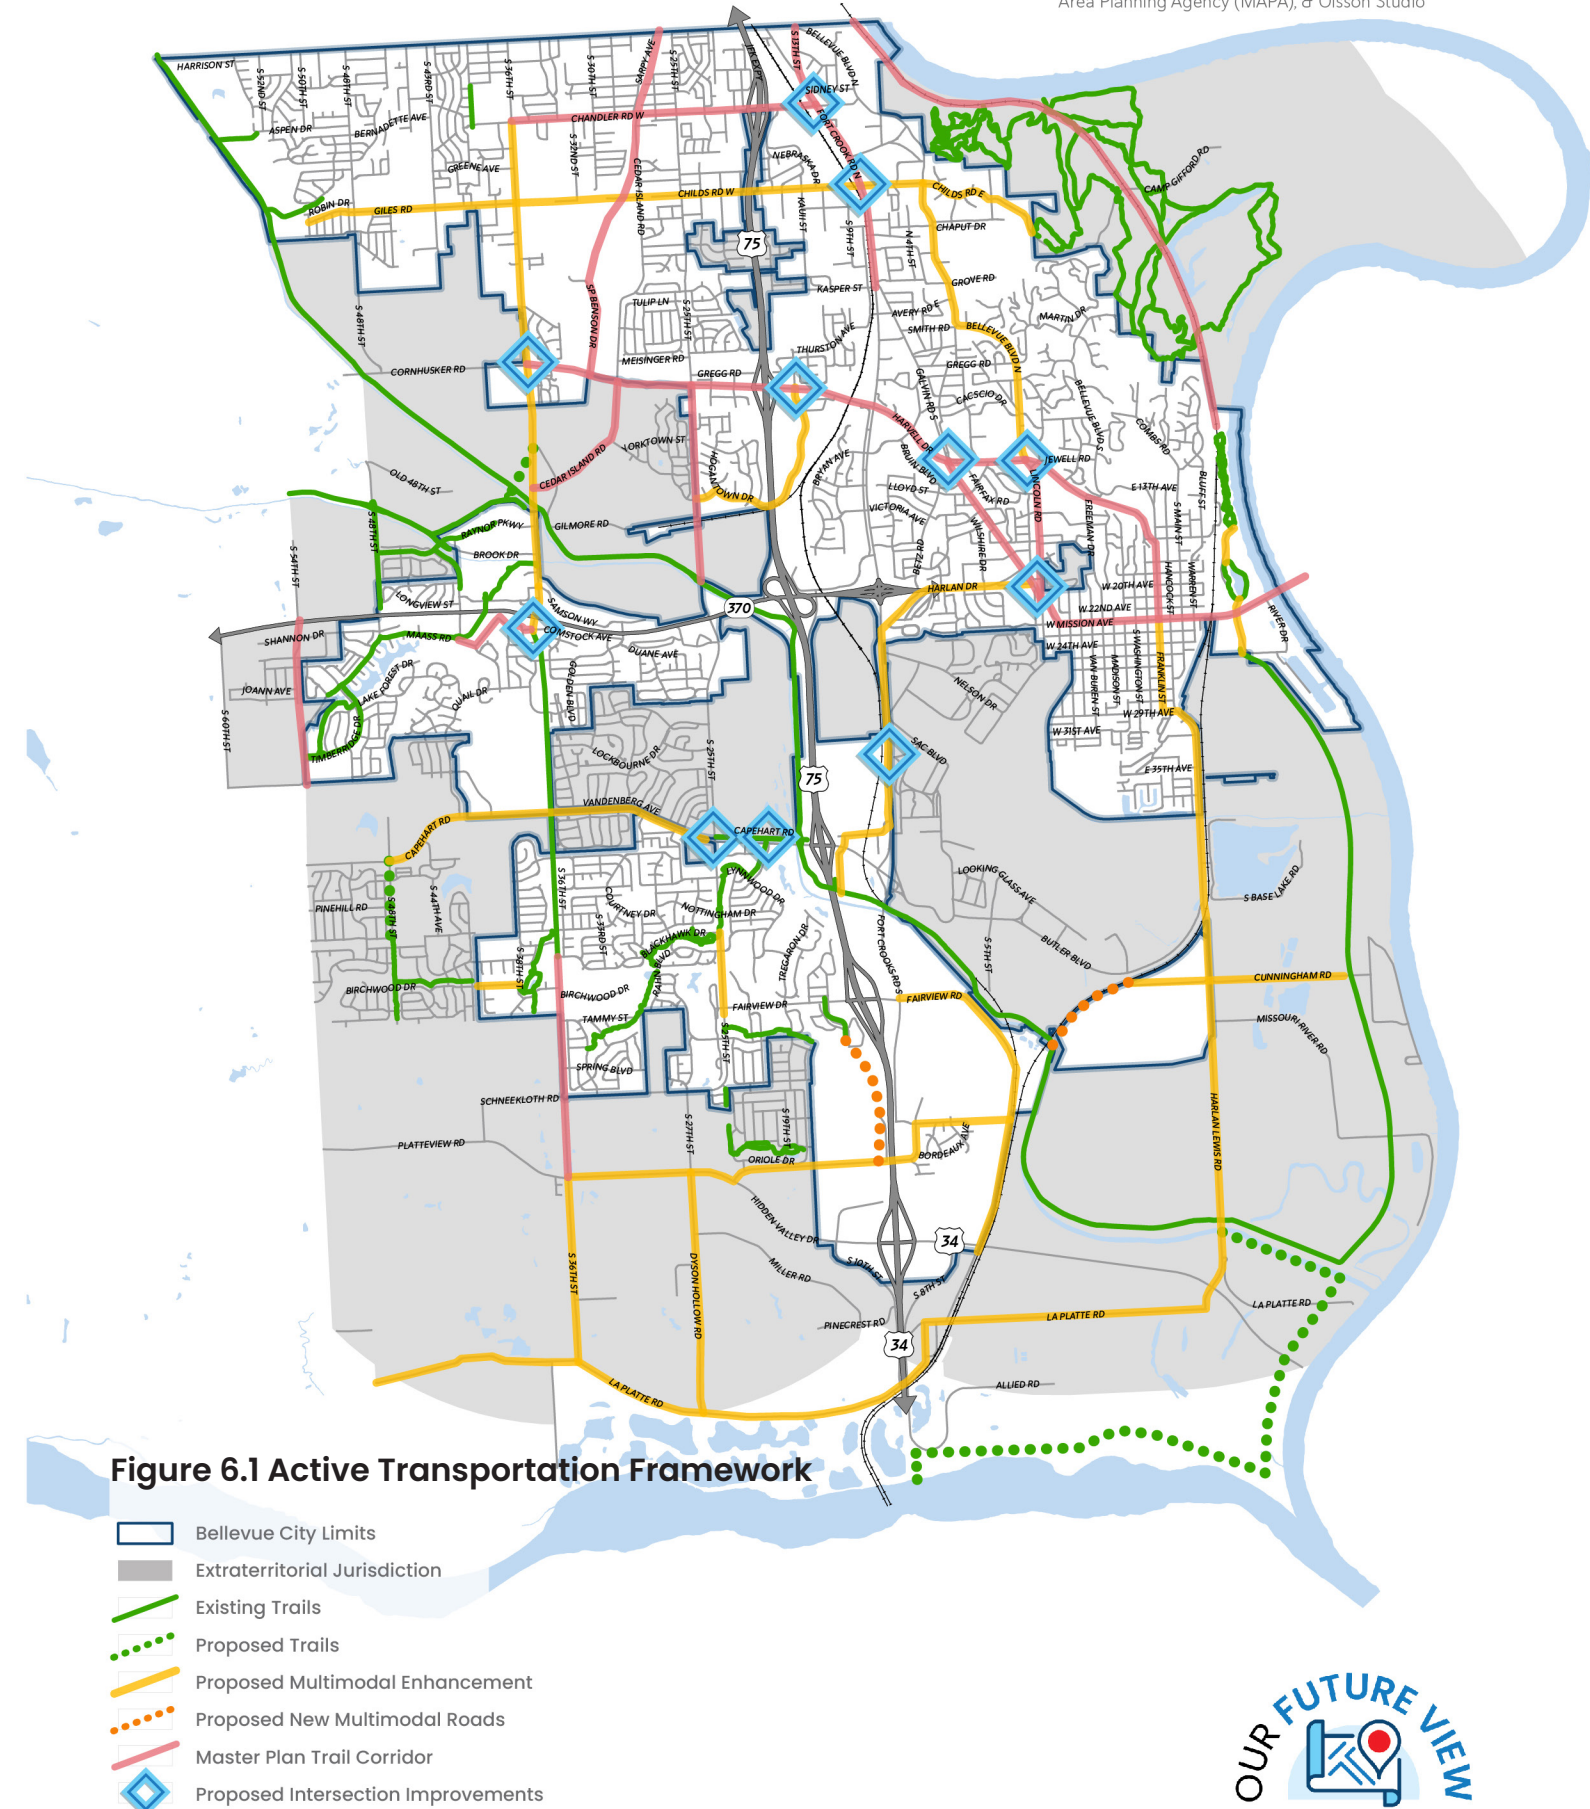 Area Planning Agency (MAPA), & Olsson Studio
HARRISON ST
S 52ND ST
S 50TH ST
S 48TH ST
S 43RD ST
S 36TH ST
S 30TH ST
SARPY AVE
S 25TH ST
JFK EXPY
S 13TH ST
BELLEVUE BLVD N
SIDNEY ST
ASPEN DR
BERNADETTE AVE
CHANDLER RD W
FORT CROOK RD N
GREENE AVE
S 32ND ST
CEDAR ISLAND RD
NEBRASKA DR
CAMP GIFFORD RD
ROBIN DR
GILES RD
CHILDS RD W
KAUII ST
CHILDS RD E
S 9TH ST
N 4TH ST
CHAPUT DR
75
S 48TH ST
SP BENSON DR
TULIP LN
S 25TH ST
KASPER ST
GROVE RD
AVERY RD E
SMITH RD
MARTIN DR
BELLEVUE BLVD N
THURSTON AVE
CORNHUSKER RD
MEISINGER RD
GREGG RD
GREGG RD
GALVIN RD S
CACSCIO DR
BELLEVUE BLVD S
COMBS RD
HARVELL DR
YORKTOWN ST
CEDAR ISLAND RD
HOGANTOWN DR
BRYAN AVE
BRUIN BLVD
JEWELL RD
OLD 48TH ST
LLOYD ST
FAIRFAX RD
LINCOLN RD
E 13TH AVE
BLUFF ST
VICTORIA AVE
FREEMAN DR
S MAIN ST
S 48TH ST
RAYNOR PKWY
GILMORE RD
WILSHIRE DR
BETZ RD
S 54TH ST
BROOK DR
HARLAN DR
W 20TH AVE
HANCOCK ST
WARREN ST
LONGVIEW ST
370
SAMSON WY
W 22ND AVE
RIVER DR
SHANNON DR
MAASS RD
COMSTOCK AVE
W MISSION AVE
DUANE AVE
W 24TH AVE
JOANN AVE
LAKE FOREST DR
QUAIL DR
GOLDEN BLVD
NELSON DR
VAN BUREN ST
MADISON ST
S WASHINGTON ST
FRANKLIN ST
S 60TH ST
TIMBERRIDGE DR
W 29TH AVE
W 31ST AVE
LOCKBOURNE DR
S 25TH ST
SAC BLVD
E 35TH AVE
75
VANDENBERG AVE
CAPEHART RD
CAPEHART RD
LYNNWOOD DR
LOOKING GLASS AVE
S BASE LAKE RD
PINEHILL RD
S 48TH ST
S 44TH AVE
S 36TH ST
COURTNEY DR
S 33RD ST
NOTTINGHAM DR
BLACKHAWK DR
TREGARON DR
FORT CROOKS RD S
S 5TH ST
BUTLER BLVD
S 38TH ST
RAHN BLVD
CUNNINGHAM RD
BIRCHWOOD DR
BIRCHWOOD DR
FAIRVIEW DR
FAIRVIEW RD
TAMMY ST
S 25TH ST
MISSOURI RIVER RD
SPRING BLVD
SCHNEEKLOTH RD
S 27TH ST
S 19TH ST
HARLAN LEWIS RD
PLATTEVIEW RD
ORIOLE DR
BORDEAUX AVE
HIDDEN VALLEY DR
34
S 36TH ST
DYSON HOLLOW RD
MILLER RD
S 10TH ST
S 8TH ST
LA PLATTE RD
LA PLATTE RD
PINECREST RD
34
LA PLATTE RD
ALLIED RD
Figure 6.1 Active Transportation Framework
Bellevue City Limits
Extraterritorial Jurisdiction
Existing Trails
Proposed Trails
Proposed Multimodal Enhancement
Proposed New Multimodal Roads
Master Plan Trail Corridor
Proposed Intersection Improvements
OUR FUTURE VIEW